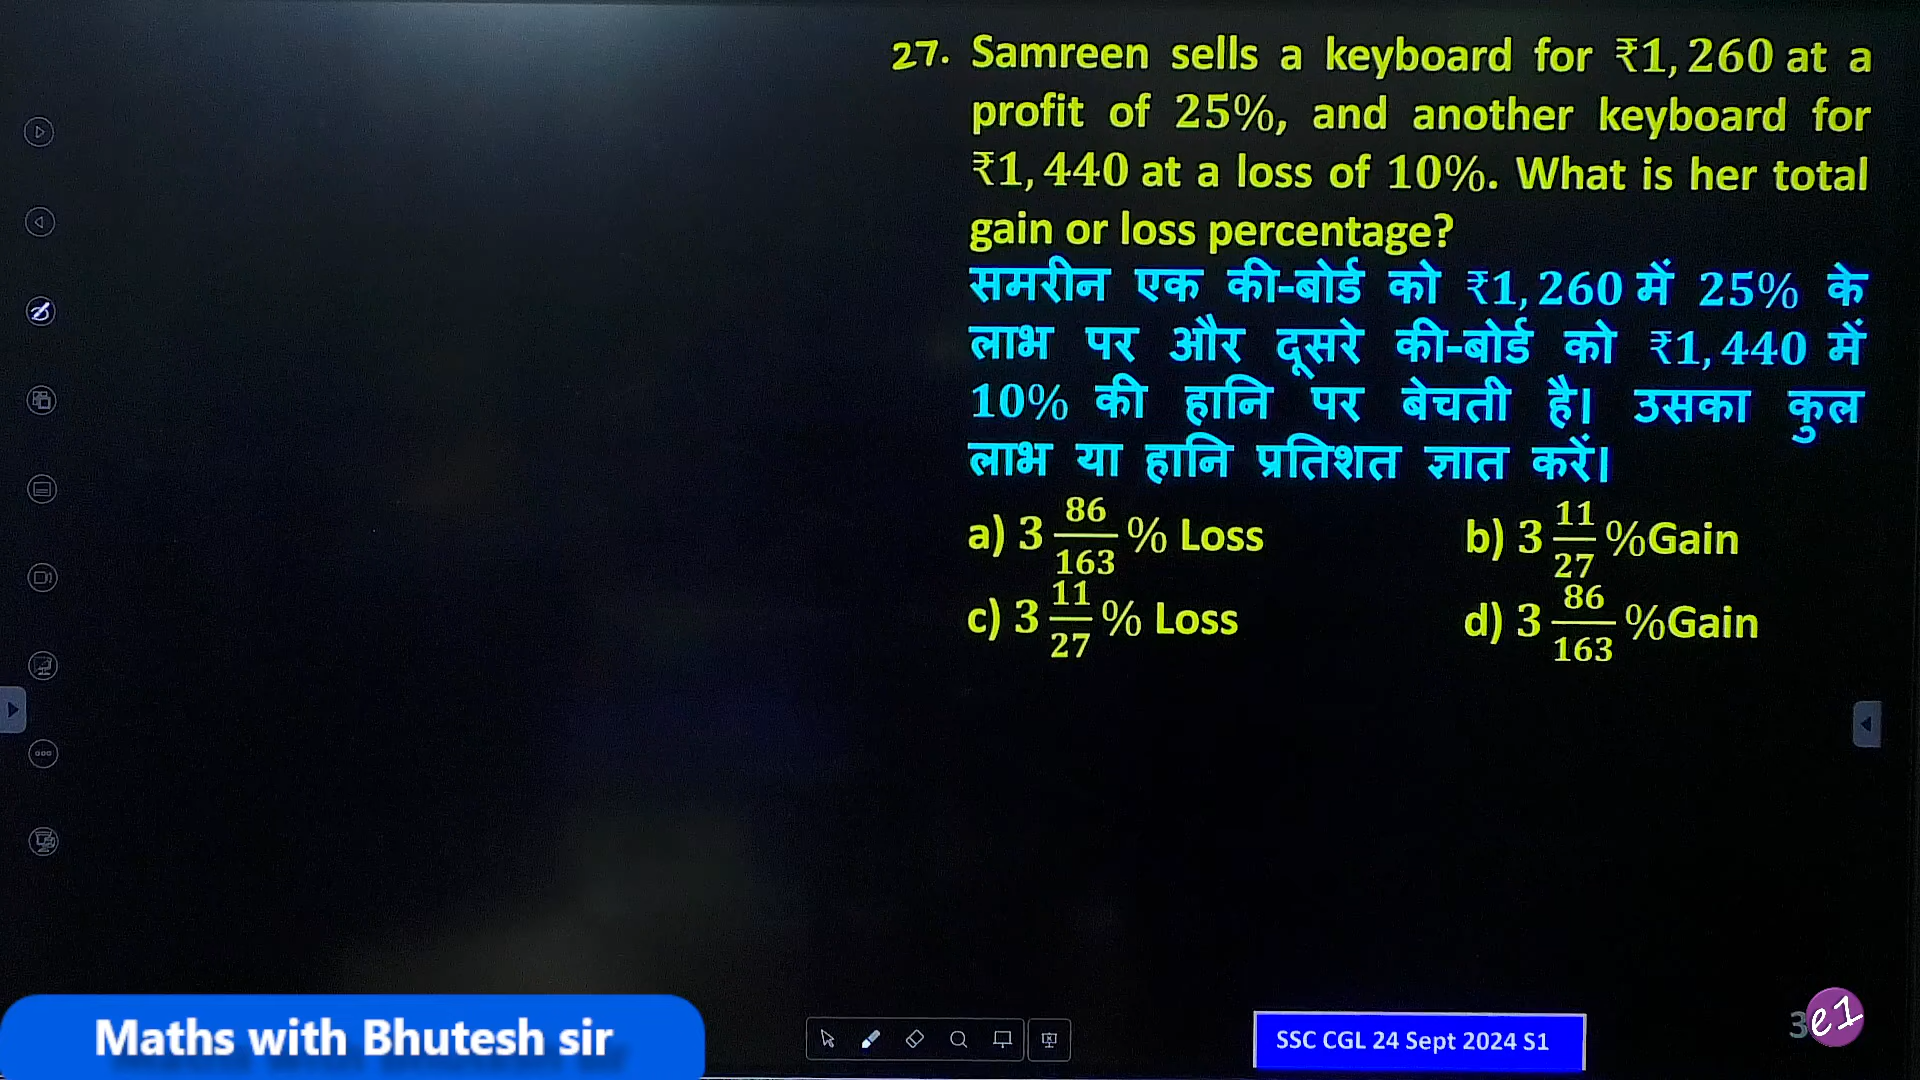 27. Samreen sells a keyboard for ₹1,260 at a
profit of 25%, and another keyboard for
₹1,440 at a loss of 10%. What is her total
gain or loss percentage?
समरीन एक की-बोर्ड को ₹1,260 में 25% के
लाभ पर और दूसरे की-बोर्ड को ₹1,440 में
10% की हानि पर बेचती है। उसका कुल
लाभ या हानि प्रतिशत ज्ञात करें।
a) 3 86/163 % Loss b) 3 11/27 %Gain
c) 3 11/27 % Loss d) 3 86/163 %Gain
Maths with Bhutesh sir
SSC CGL 24 Sept 2024 S1
3
e1